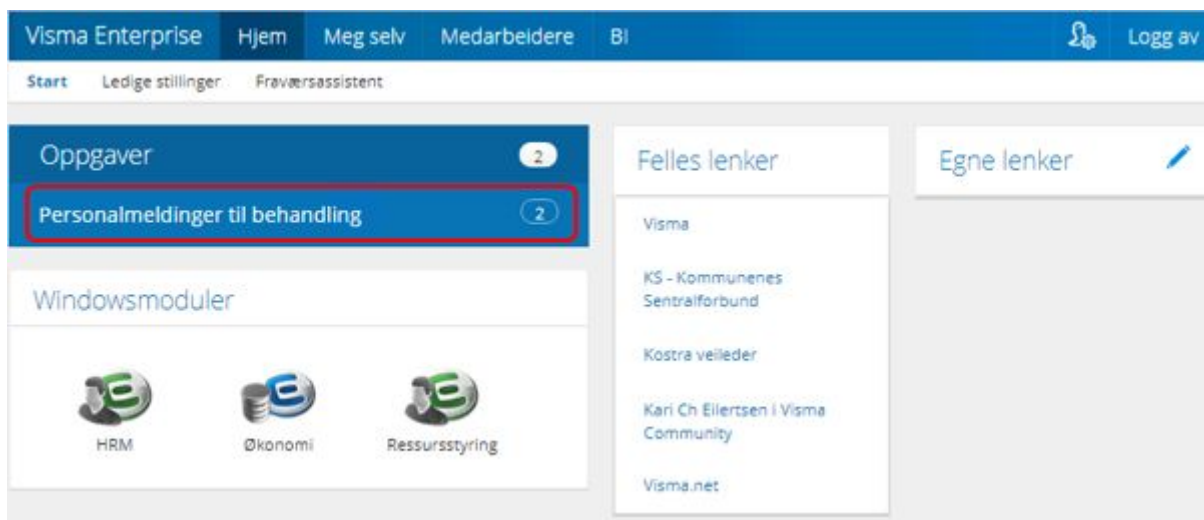 Visma Enterprise Hjem Meg selv Medarbeidere BI Logg av
Start Ledige stillinger Fraværsassistent
Oppgaver 2
Personalmeldinger til behandling 2
Windowsmoduler
HRM Økonomi Ressursstyring
Felles lenker
Visma
KS - Kommunenes
Sentralforbund
Kostra veileder
Kari Ch Eilertsen i Visma
Community
Visma.net
Egne lenker